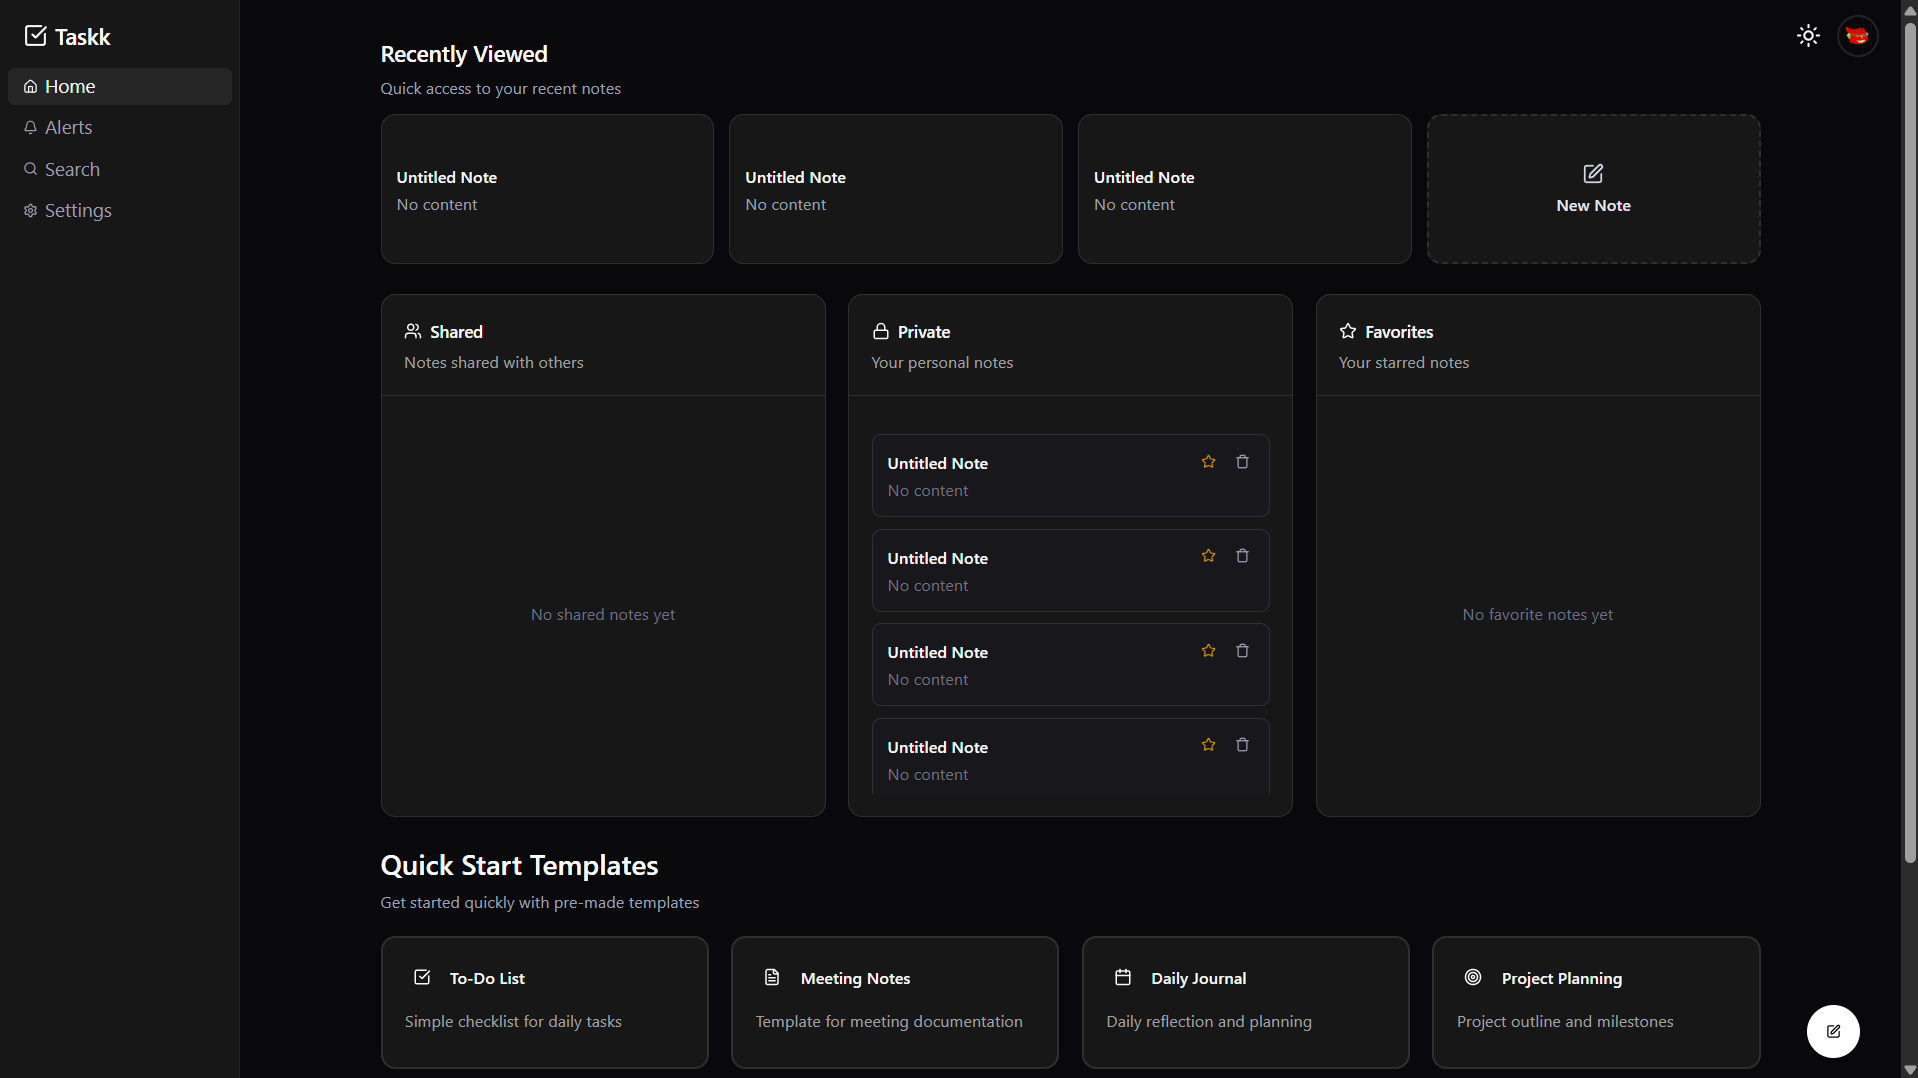 Taskk
Home
Alerts
Search
Settings
Recently Viewed
Quick access to your recent notes
Untitled Note
No content
Untitled Note
No content
Untitled Note
No content
New Note
Shared
Notes shared with others
No shared notes yet
Private
Your personal notes
Untitled Note
No content
Untitled Note
No content
Untitled Note
No content
Untitled Note
No content
Favorites
Your starred notes
No favorite notes yet
Quick Start Templates
Get started quickly with pre-made templates
To-Do List
Simple checklist for daily tasks
Meeting Notes
Template for meeting documentation
Daily Journal
Daily reflection and planning
Project Planning
Project outline and milestones